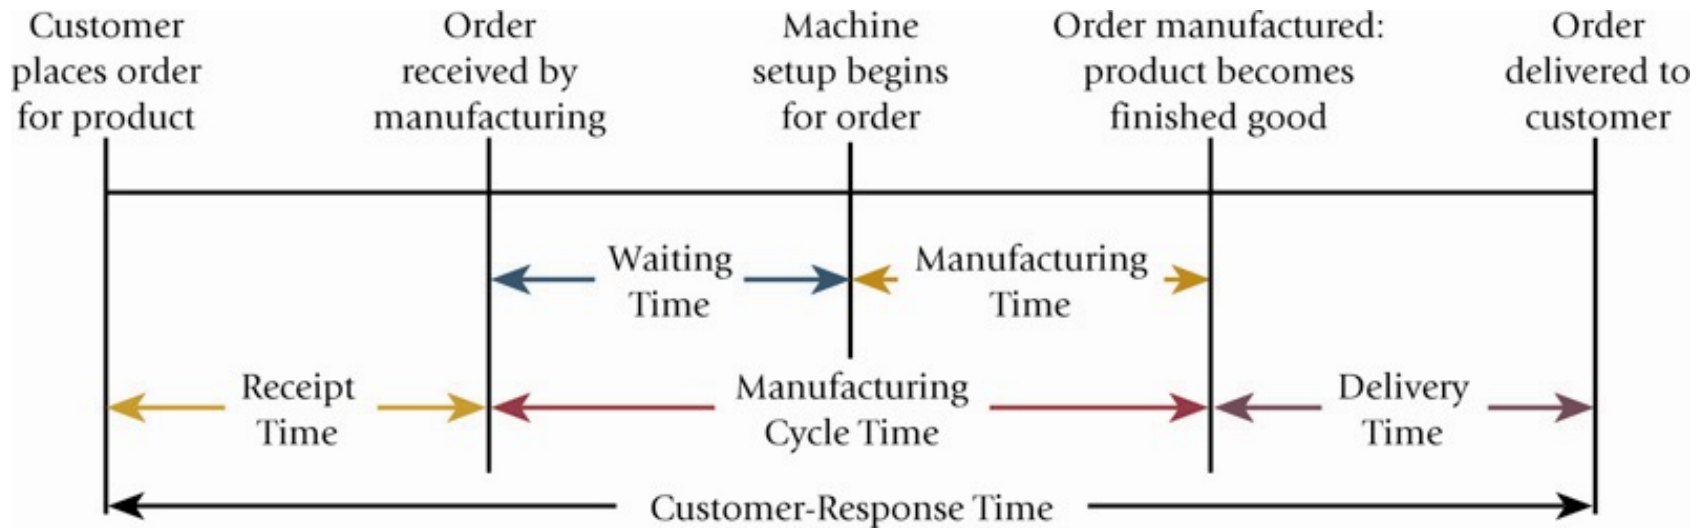 Customer
places order
for product
Order
received by
manufacturing
Machine
setup begins
for order
Order manufactured:
product becomes
finished good
Order
delivered to
customer
Waiting
Time
Manufacturing
Time
Receipt
Time
Manufacturing
Cycle Time
Delivery
Time
Customer-Response Time